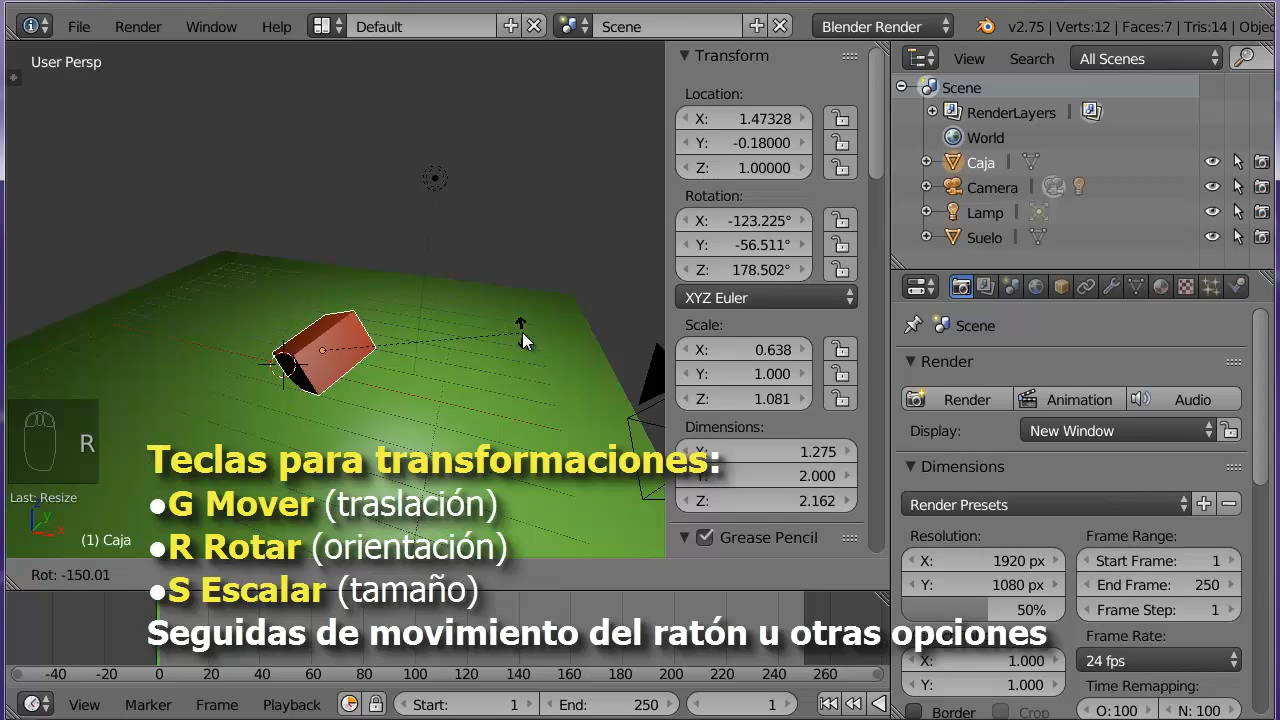 File Render Window Help Default Scene Blender Render v2.75 | Verts:12 | Faces:7 | Tris:14 | Objec
User Persp
Transform
Location:
X: 1.47328
Y: -0.18000
Z: 1.00000
Rotation:
X: -123.225°
Y: -56.511°
Z: 178.502°
XYZ Euler
Scale:
X: 0.638
Y: 1.000
Z: 1.081
Dimensions:
1.275
2.000
Z: 2.162
Grease Pencil
View Search All Scenes
Scene
RenderLayers
World
Caja
Camera
Lamp
Suelo
Scene
Render
Render Animation Audio
Display: New Window
Dimensions
Render Presets
Resolution: Frame Range:
X: 1920 px Start Frame: 1
Y: 1080 px End Frame: 250
50% Frame Step: 1
Frame Rate:
X: 1.000 24 fps
Y: 1.000 Time Remapping:
Border Crop O: 100 N: 100
R
Last: Resize
z
y
x
(1) Caja
Rot: -150.01
Teclas para transformaciones:
●G Mover (traslación)
●R Rotar (orientación)
●S Escalar (tamaño)
Seguidas de movimiento del ratón u otras opciones
-40 -20 0 20 40 60 80 100 120 140 160 180 200 220 240 260 280
View Marker Frame Playback Start: 1 End: 250 1